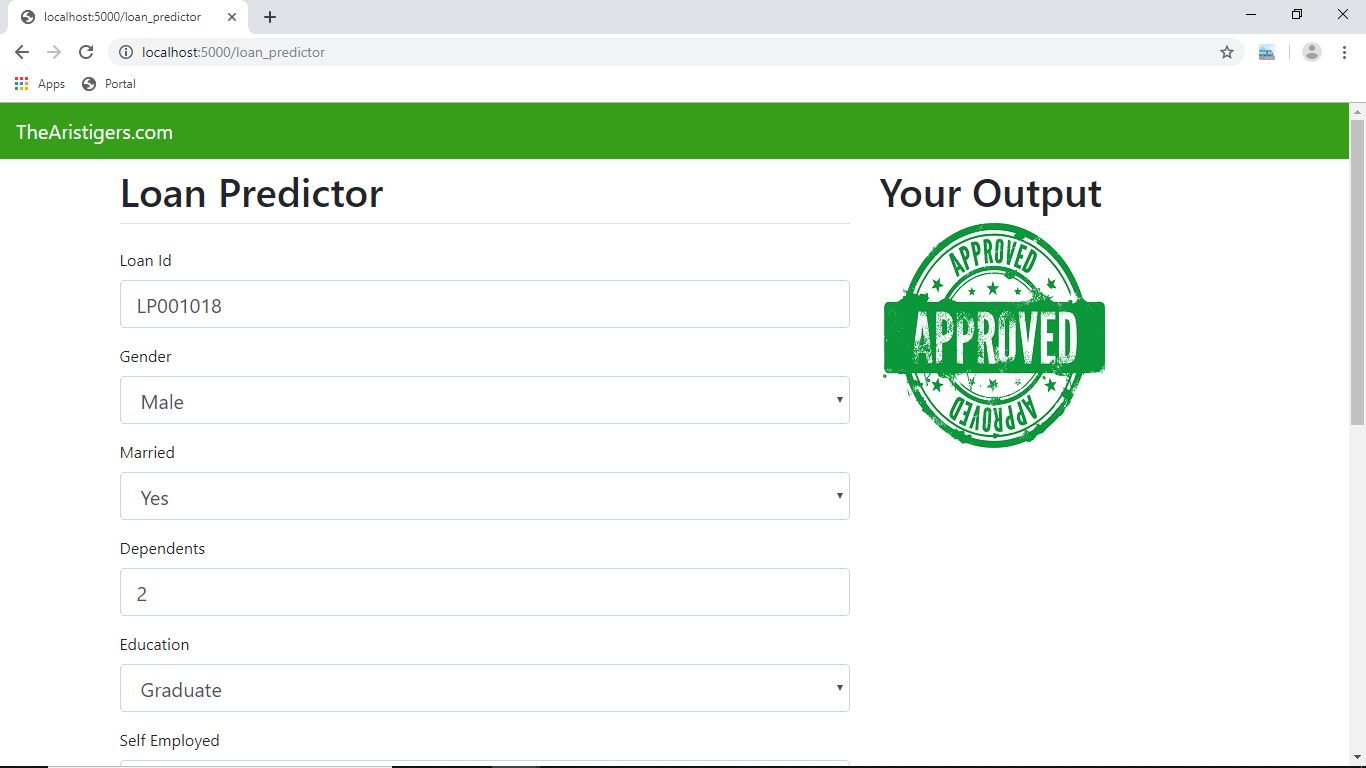 localhost:5000/loan_predictor
localhost:5000/loan_predictor
Apps
Portal
TheAristigers.com
Loan Predictor
Loan Id
LP001018
Gender
Male
Married
Yes
Dependents
2
Education
Graduate
Self Employed
Your Output
APPROVED
APPROVED
APPROVED